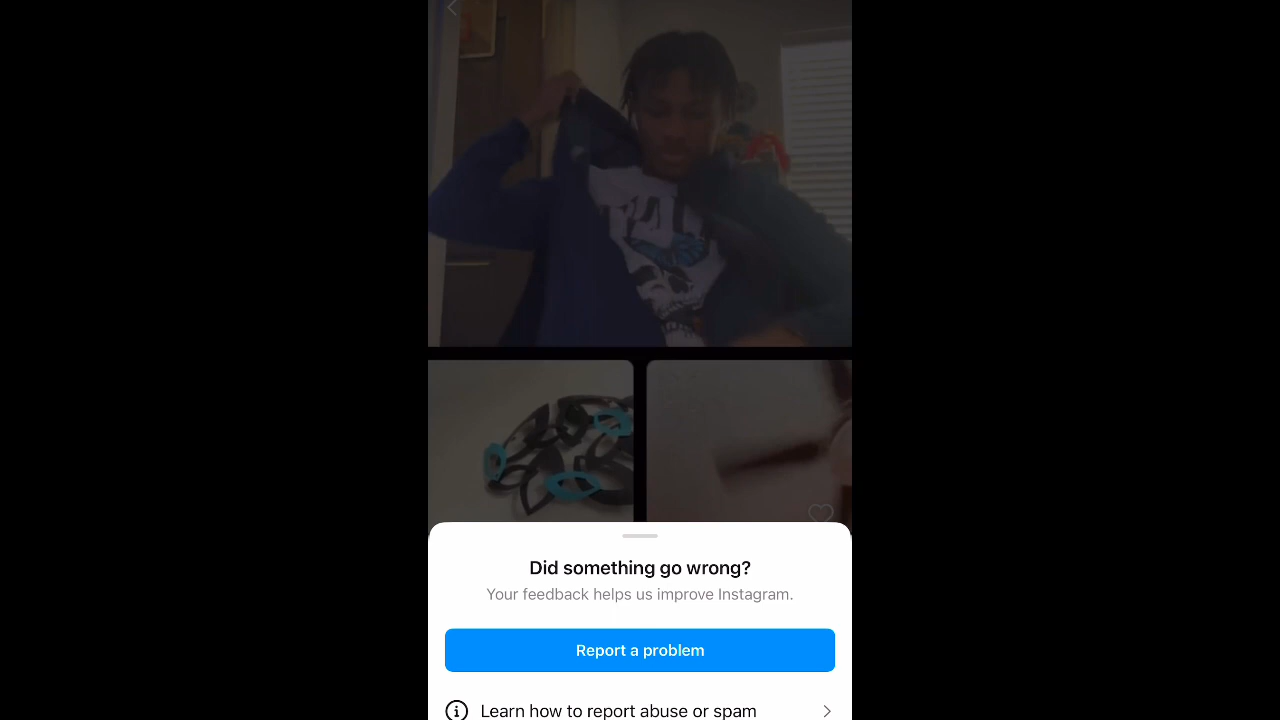 Did something go wrong?
Your feedback helps us improve Instagram.
Report a problem
Learn how to report abuse or spam